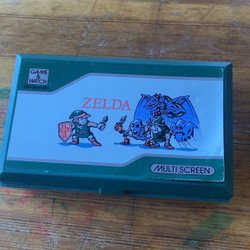 GAME &
WATCH
ZELDA
MULTI SCREEN